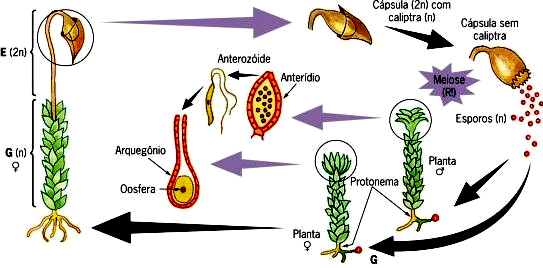 Cápsula (2n) com
caliptra (n)
Cápsula sem
caliptra
E (2n)
Anterozóide
Anterídio
Meiose
(R!)
Esporos (n)
G (n)
♀
Arquegônio
Oosfera
Planta
♂
Protonema
Planta
♀
G